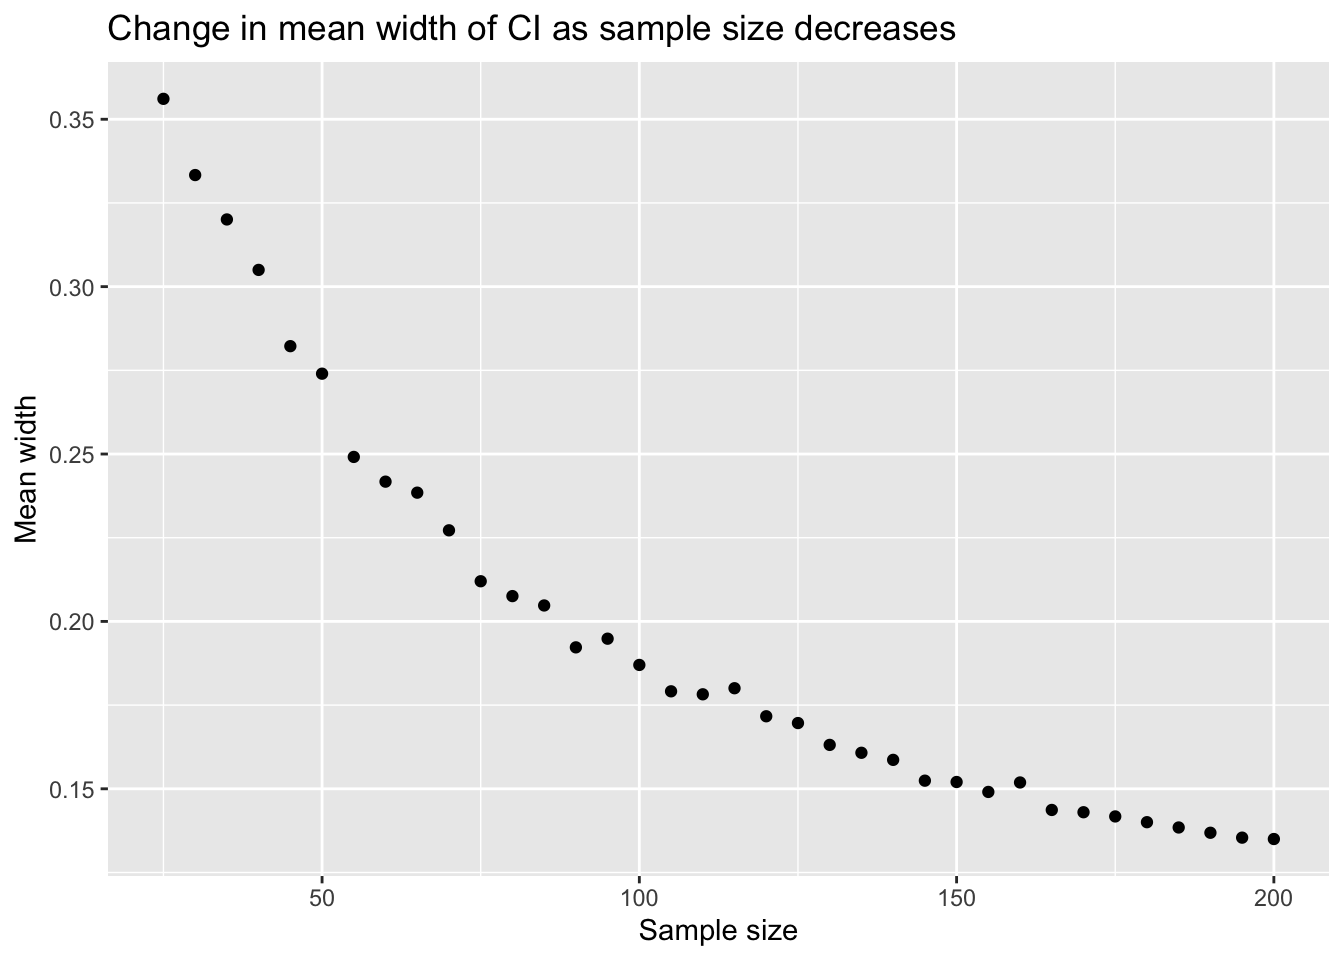 Change in mean width of CI as sample size decreases
0.35
0.30
0.25
0.20
0.15
Mean width
50 100 150 200
Sample size